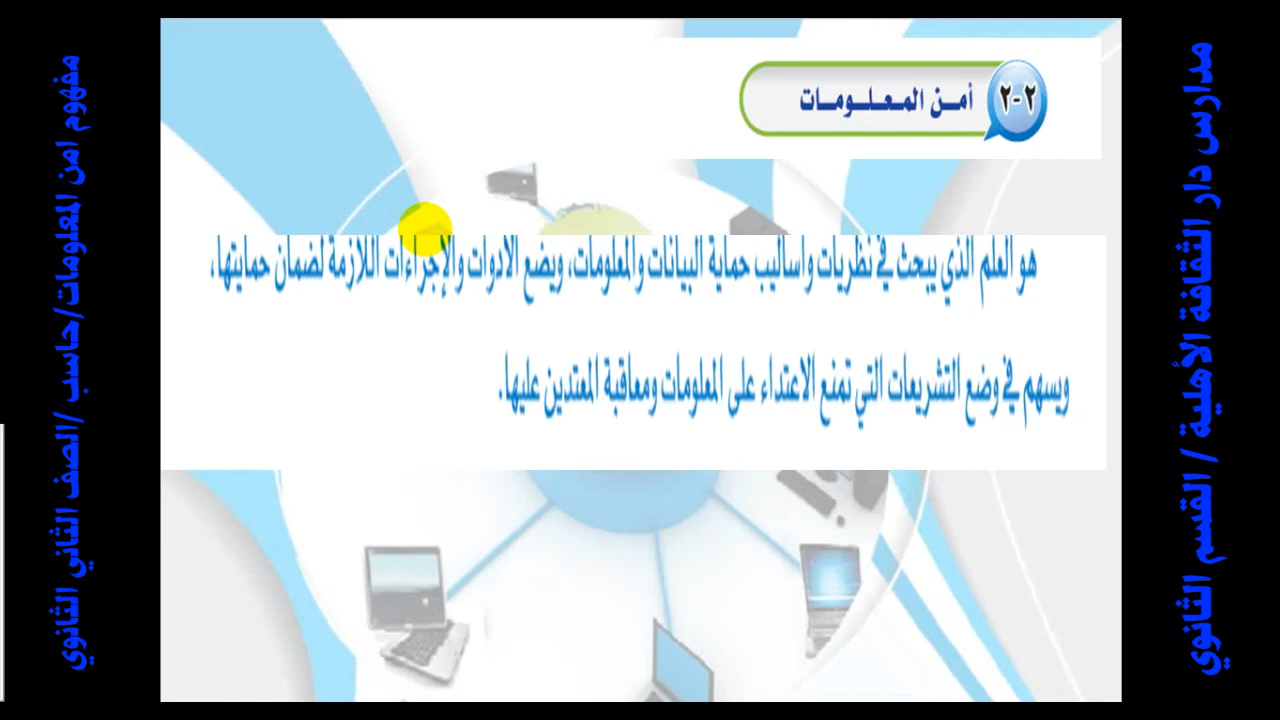 مدارس دار الثقافة الأهلية / القسم الثانوي
٢-٢ أمـن المـعـلـومـات
هو العلم الذي يبحث في نظريات وأساليب حماية البيانات والمعلومات، ويضع الأدوات والإجراءات اللازمة لضمان حمايتها،
ويسهم في وضع التشريعات التي تمنع الاعتداء على المعلومات ومعاقبة المعتدين عليها.
مفهوم امن المعلومات/حاسب /الصف الثاني الثانوي